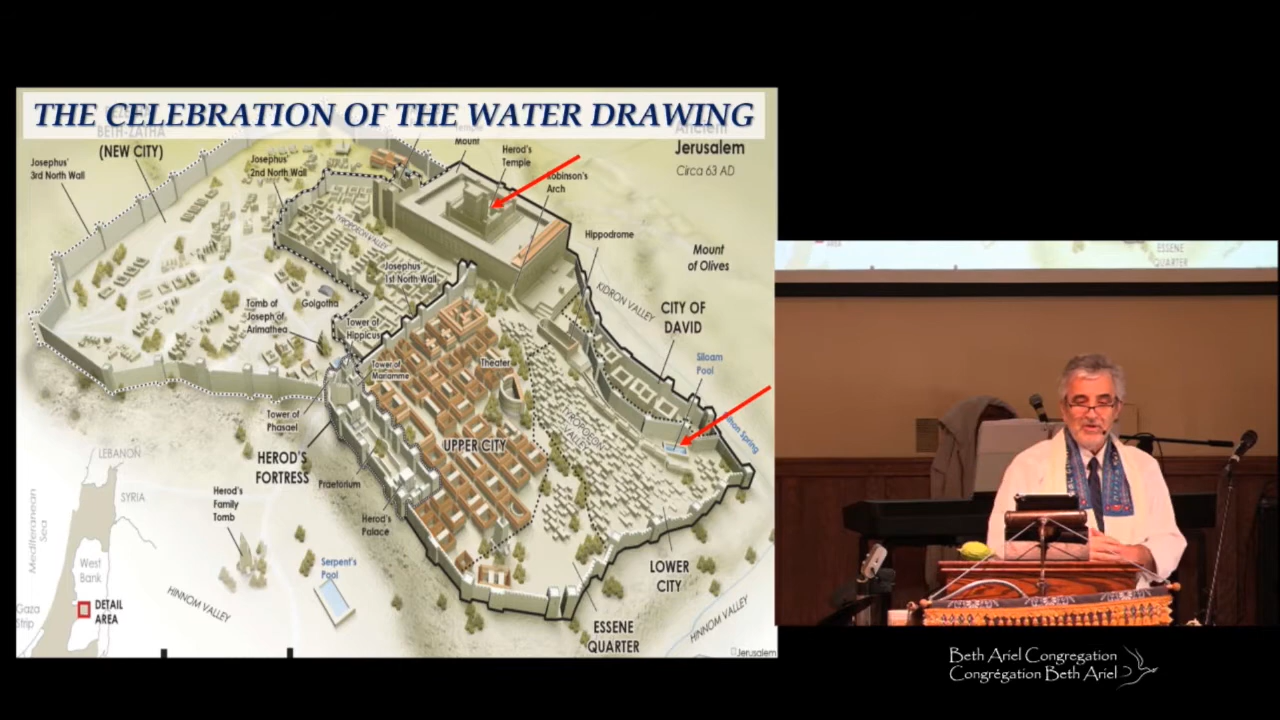 THE CELEBRATION OF THE WATER DRAWING
BETH-ZATHA
(NEW CITY)
Josephus'
3rd North Wall
Josephus'
2nd North Wall
Mount
Herod's
Temple
Robinson's
Arch
Ancient
Jerusalem
Circa 63 AD
TYROPOEON
VALLEY
Hippodrome
Mount
of Olives
Josephus'
1st North Wall
KIDRON VALLEY
CITY OF
DAVID
Tomb of
Joseph of
Arimathea
Golgotha
Tower of
Hippicus
Siloam
Pool
Tower of
Mariamme
Theater
Tower of
Phasael
TYROPOEON
VALLEY
Spring
UPPER CITY
HEROD'S
FORTRESS
Praetorium
LEBANON
SYRIA
Mediterranean
Sea
Herod's
Family
Tomb
Herod's
Palace
West
Bank
Serpent's
Pool
LOWER
CITY
Gaza
Strip
DETAIL
AREA
HINNOM VALLEY
HINNOM VALLEY
ESSENE
QUARTER
Jerusalem
ESSENE
QUARTER
Beth Ariel Congregation
Congrégation Beth Ariel